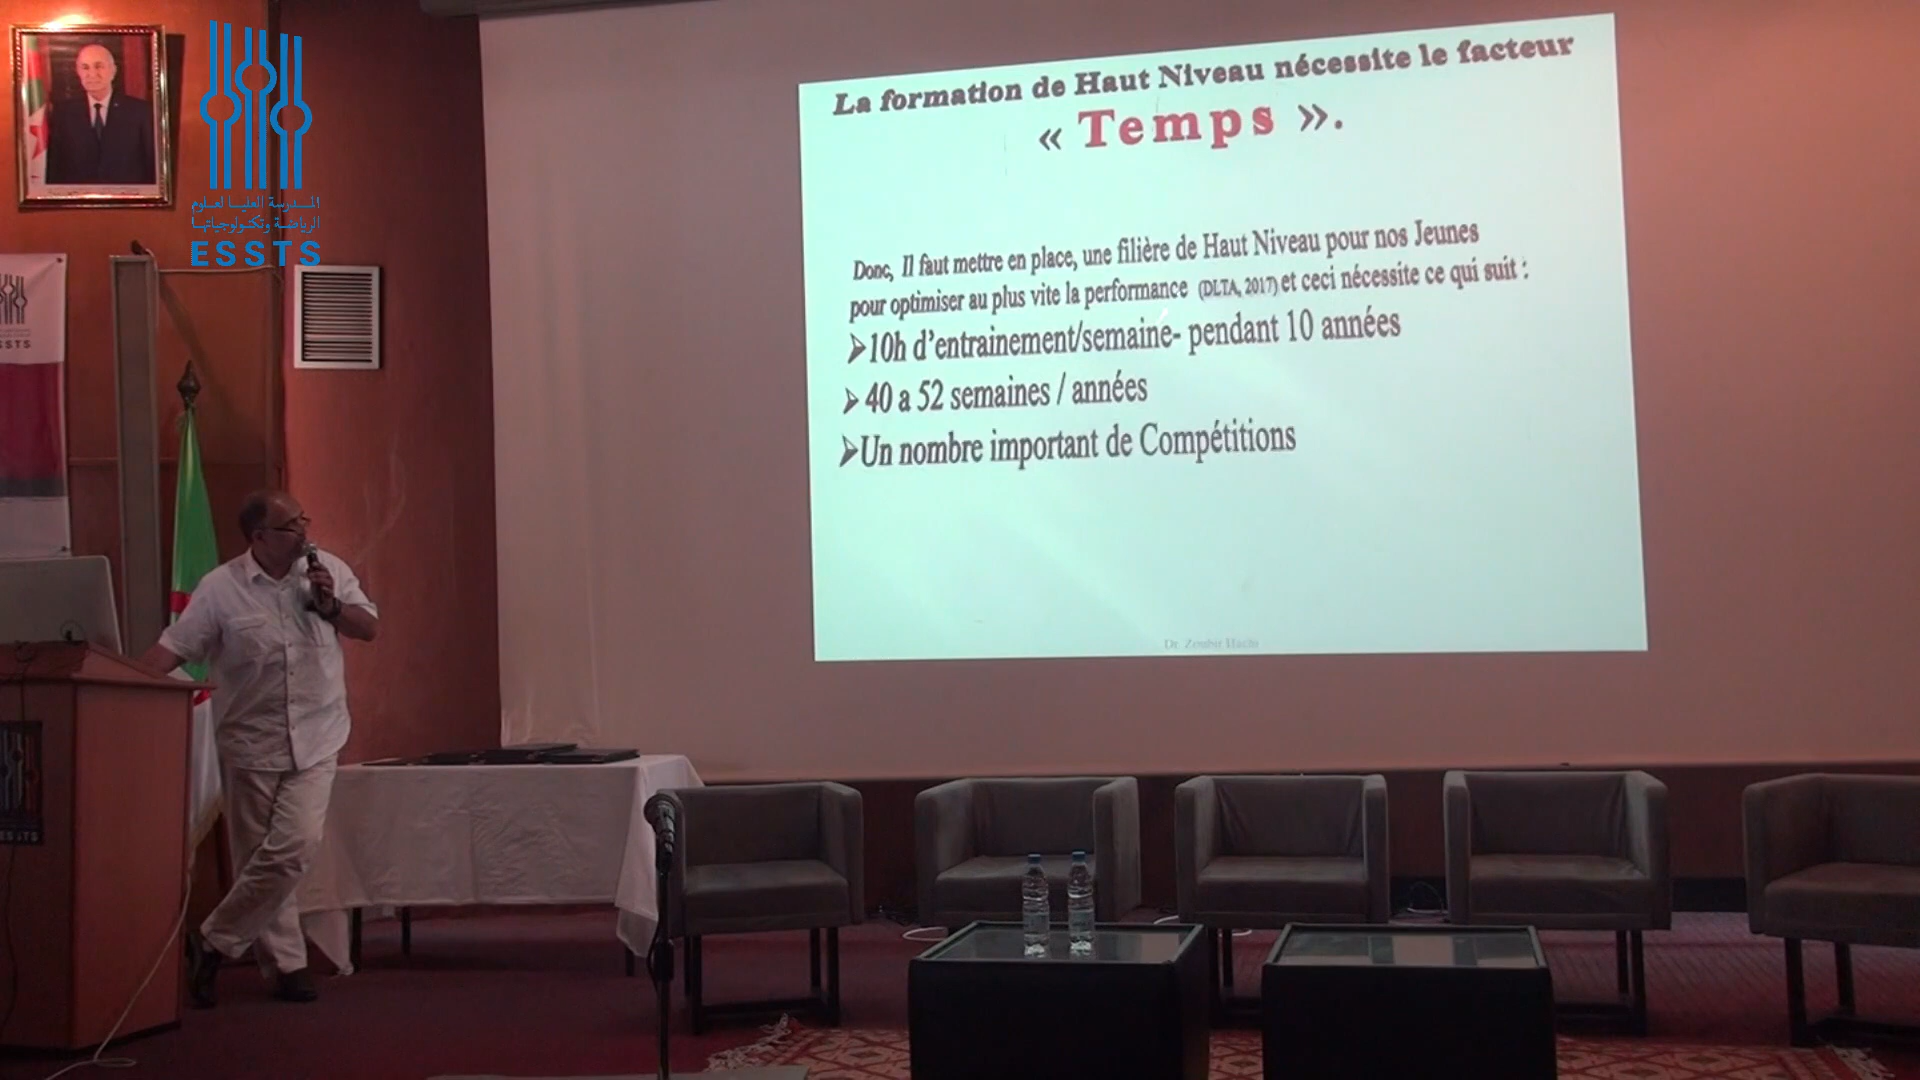 المدرسة العليا لعلوم
الرياضة وتكنولوجياتها
ESSTS
La formation de Haut Niveau nécessite le facteur
« Temps ».
Donc, Il faut mettre en place, une filière de Haut Niveau pour nos Jeunes
pour optimiser au plus vite la performance (DLTA, 2017) et ceci nécessite ce qui suit :
➢10h d’entrainement/semaine- pendant 10 années
➢40 a 52 semaines / années
➢Un nombre important de Compétitions
Dr. Zoubir